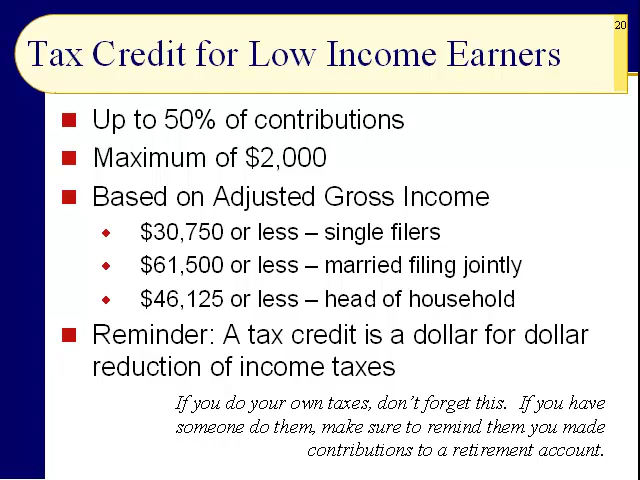 20
Tax Credit for Low Income Earners
Up to 50% of contributions
Maximum of $2,000
Based on Adjusted Gross Income
$30,750 or less – single filers
$61,500 or less – married filing jointly
$46,125 or less – head of household
Reminder: A tax credit is a dollar for dollar
reduction of income taxes
If you do your own taxes, don't forget this. If you have
someone do them, make sure to remind them you made
contributions to a retirement account.